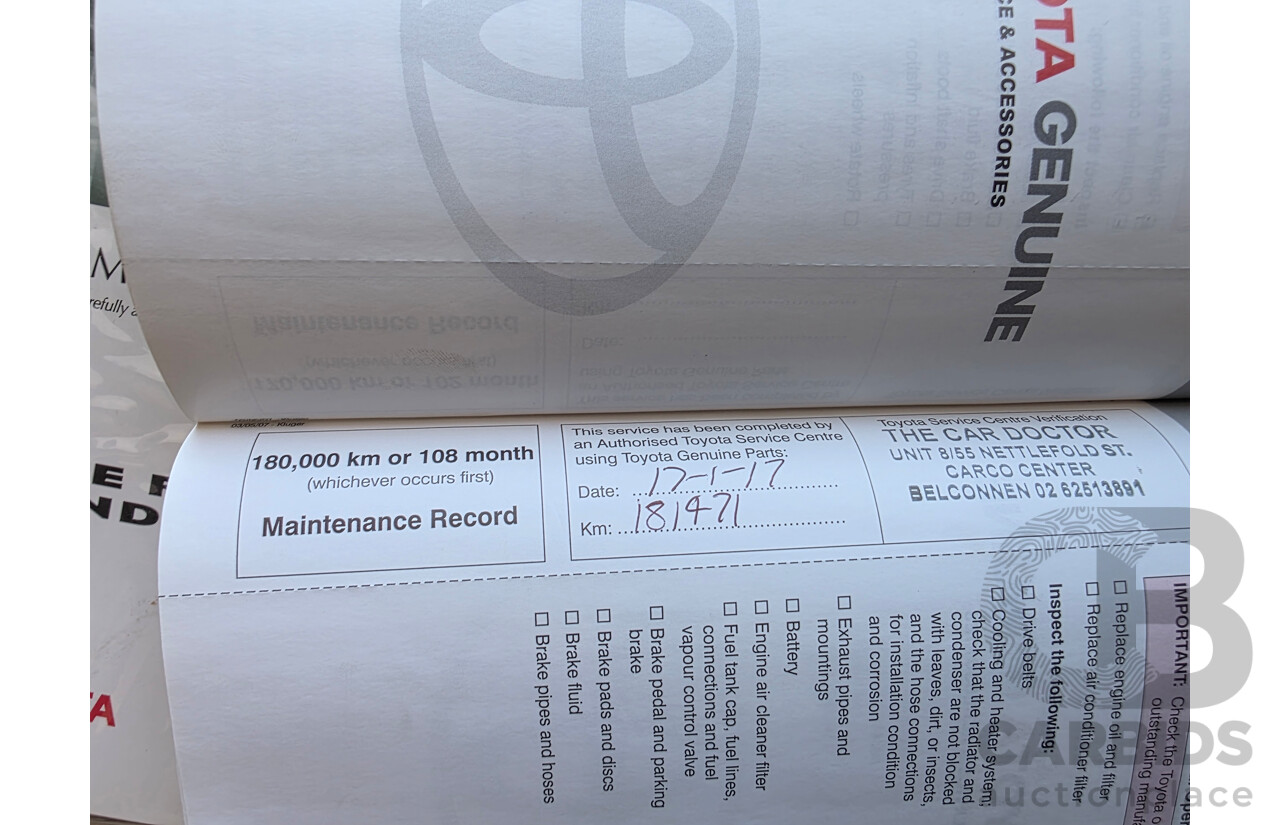 OTA GENUINE
CE & ACCESSORIES
03/05/07 - Kluger
180,000 km or 108 month
(whichever occurs first)
Maintenance Record
This service has been completed by
an Authorised Toyota Service Centre
using Toyota Genuine Parts:
Date: 17-1-17
Km: 181471
Toyota Service Centre Verification
THE CAR DOCTOR
UNIT 8/55 NETTLEFOLD ST.
CARCO CENTER
BELCONNEN 02 62513891
IMPORTANT: Check the Toyota o
outstanding manufa
Replace engine oil and filter
Replace air conditioner filter
Inspect the following:
Drive belts
Cooling and heater system;
check that the radiator and
condenser are not blocked
with leaves, dirt, or insects,
and the hose connections
for installation condition
and corrosion
Exhaust pipes and
mountings
Battery
Engine air cleaner filter
Fuel tank cap, fuel lines,
connections and fuel
vapour control valve
Brake pedal and parking
brake
Brake pads and discs
Brake fluid
Brake pipes and hoses
refully a
CARBIDS
auctionplace